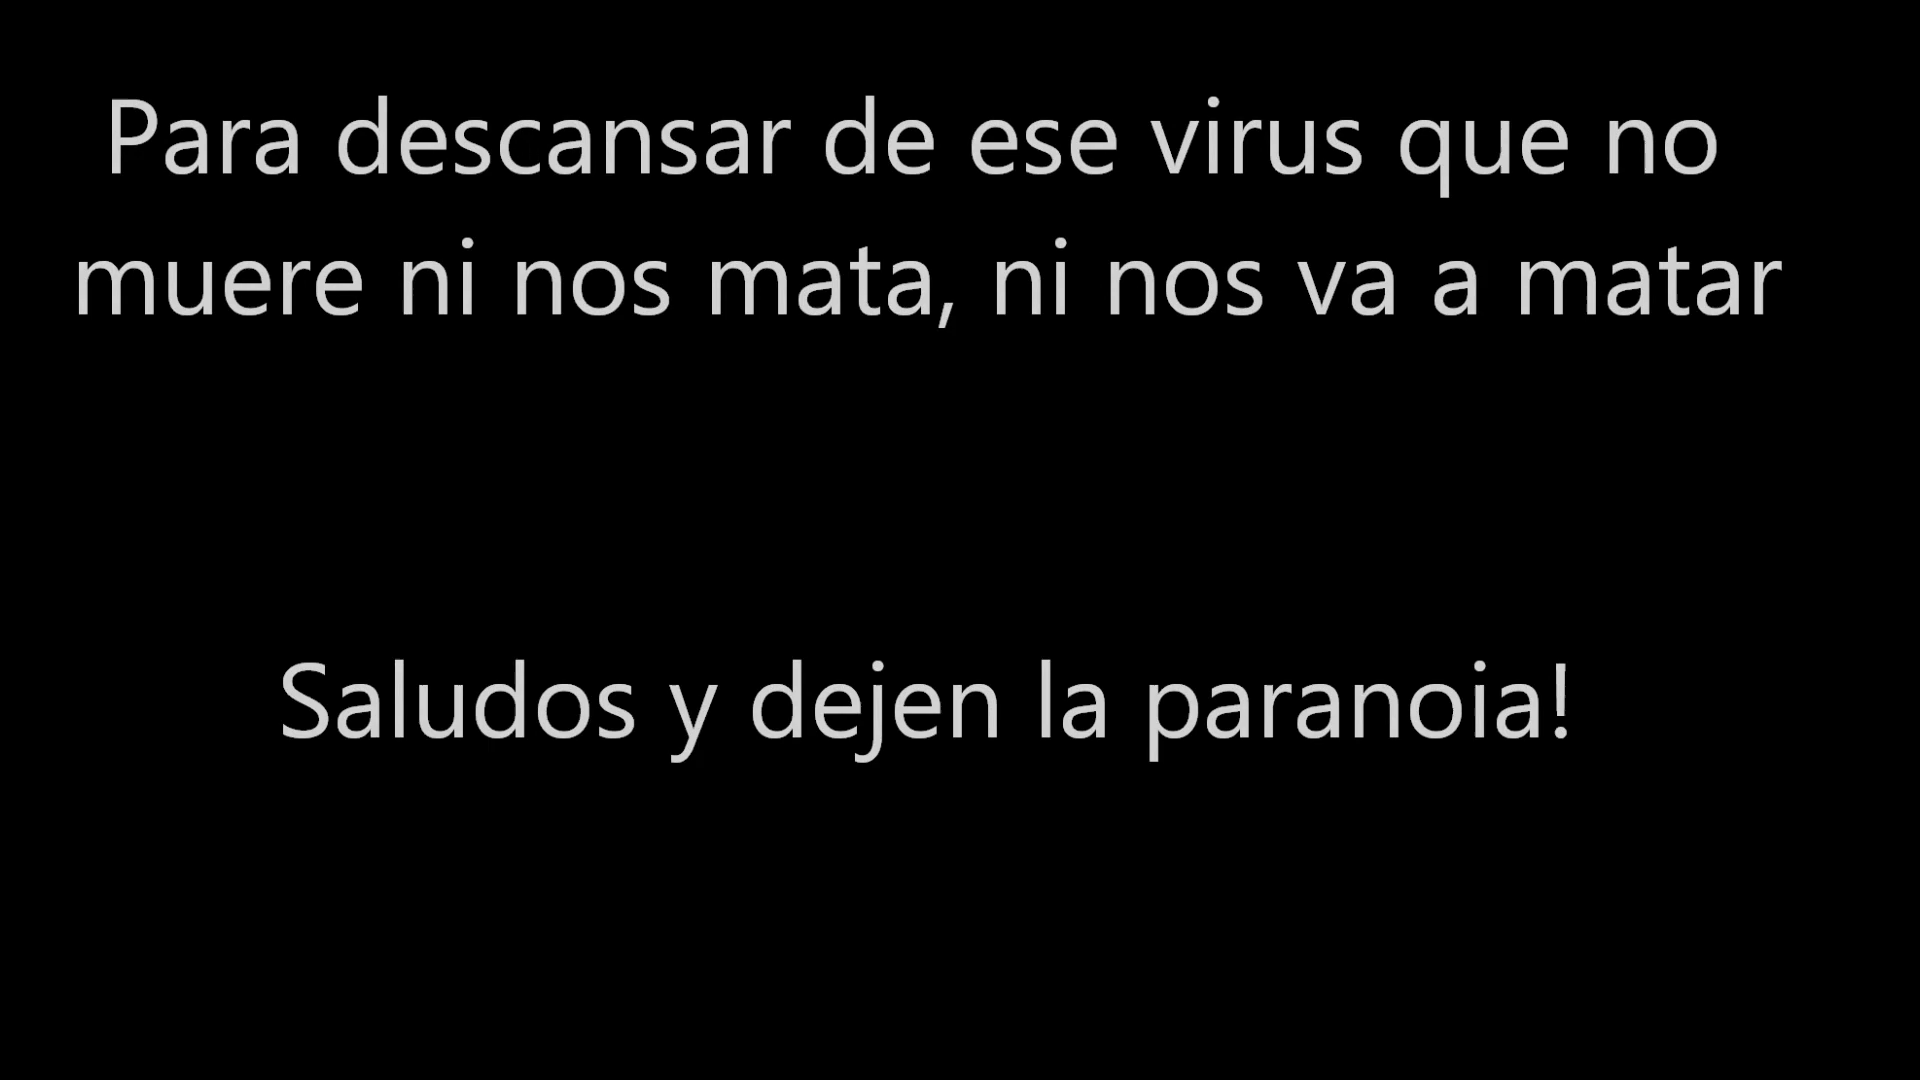 Para descansar de ese virus que no
muere ni nos mata, ni nos va a matar
Saludos y dejen la paranoia!